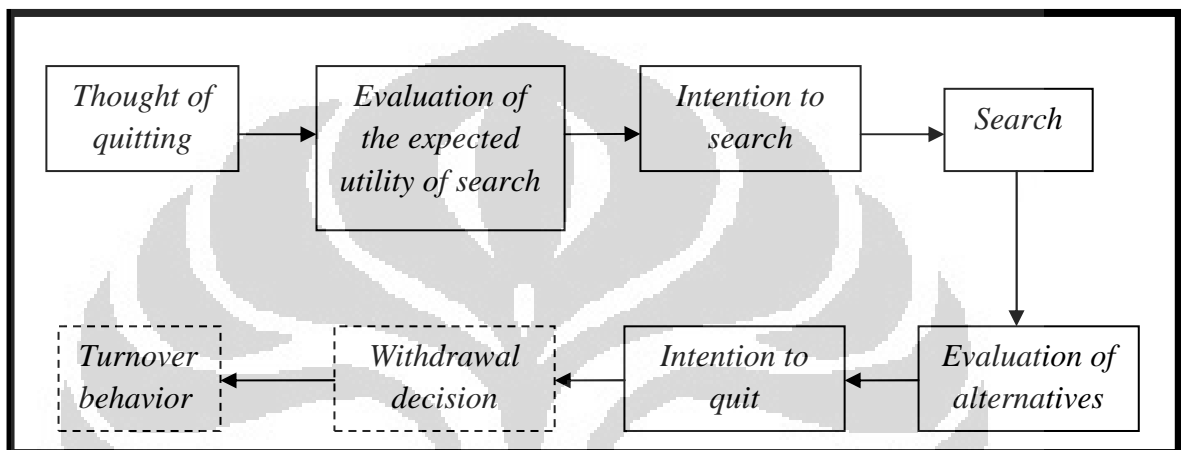 Thought of
quitting
Evaluation of
the expected
utility of search
Intention to
search
Search
Evaluation of
alternatives
Intention to
quit
Withdrawal
decision
Turnover
behavior